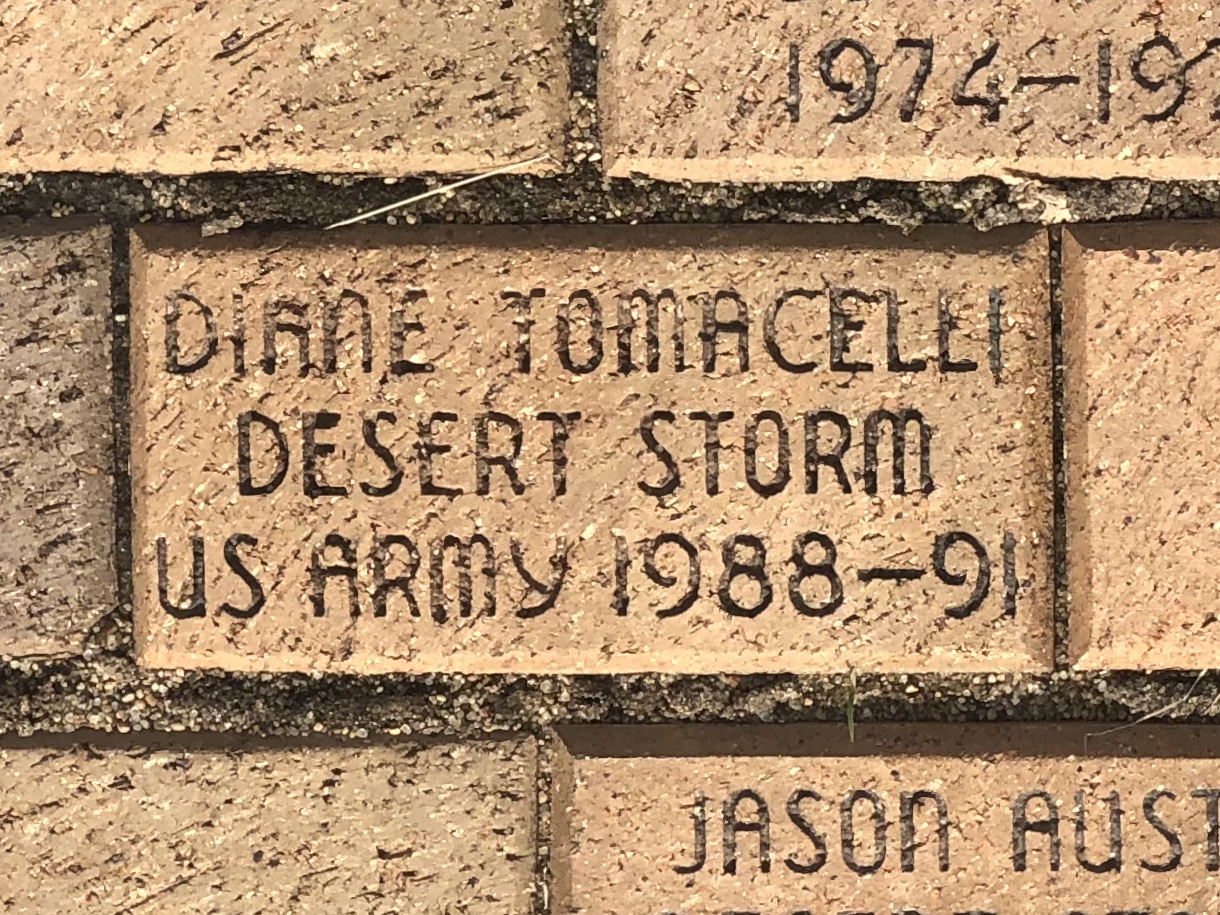 1974-19
DIANE TOMACELLI
DESERT STORM
US ARMY 1988-91
JASON AUST